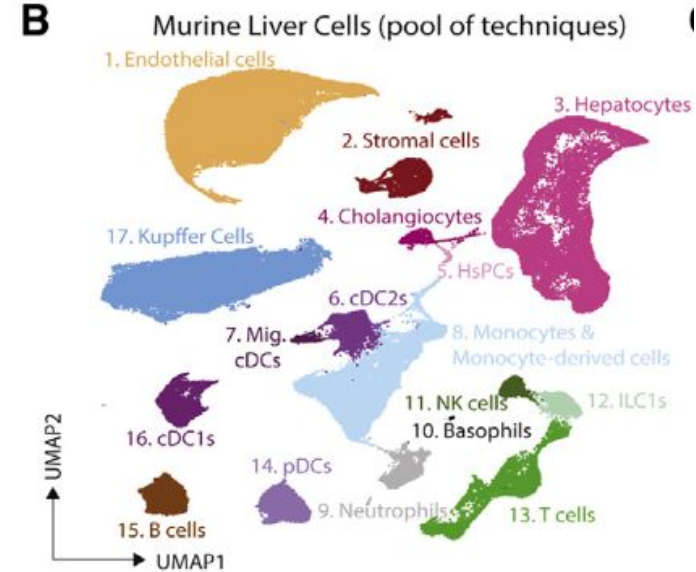 B
Murine Liver Cells (pool of techniques)
1. Endothelial cells
2. Stromal cells
3. Hepatocytes
4. Cholangiocytes
17. Kupffer Cells
5. HsPCs
6. cDC2s
7. Mig.
cDCs
8. Monocytes &
Monocyte-derived cells
11. NK cells
12. ILC1s
10. Basophils
16. cDC1s
14. pDCs
9. Neutrophils
13. T cells
15. B cells
UMAP2
UMAP1